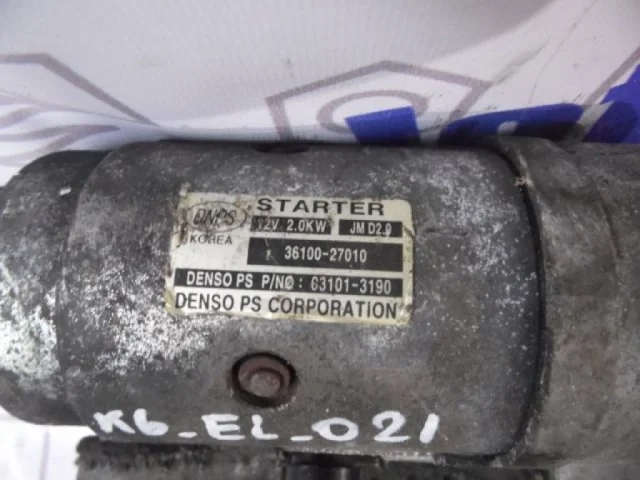 STARTER
DNPS 12V. 2.0KW JM D2.0
KOREA
36100-27010
DENSO PS P/NO : 63101-3190
DENSO PS CORPORATION
K6_EL_021